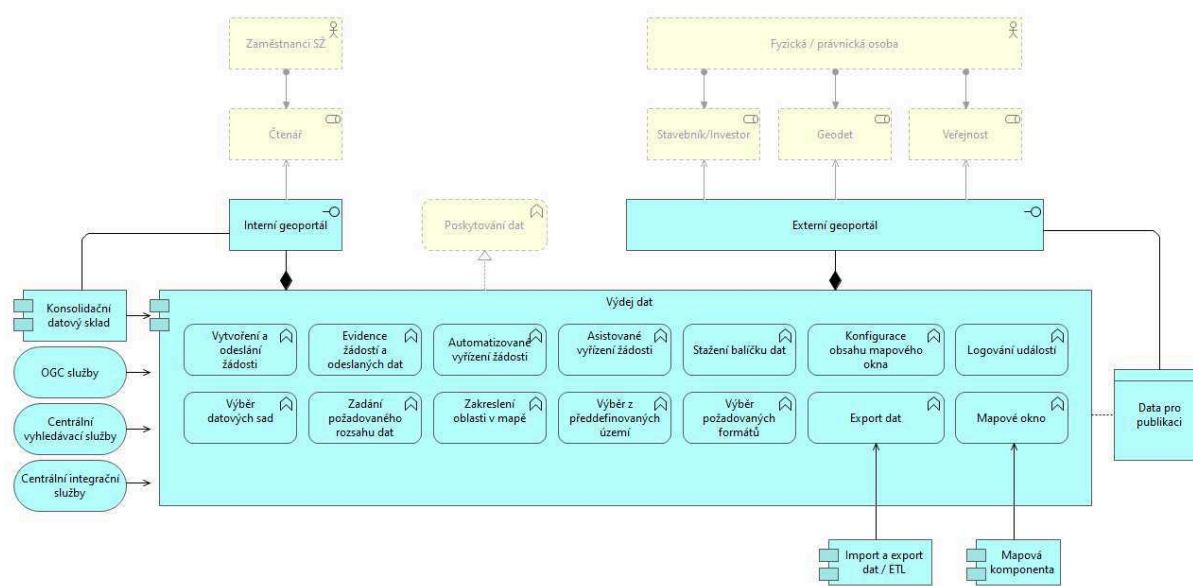 Zaměstnanci SŽ
Fyzická / právnická osoba
Čtenář
Stavebník/Investor
Geodet
Veřejnost
Interní geoportál
Poskytování dat
Externí geoportál
Konsolidační
datový sklad
OGC služby
Centrální
vyhledávací služby
Centrální integrační
služby
Výdej dat
Vytvoření a
odeslání
žádosti
Evidence
žádostí a
odeslaných dat
Automatizované
vyřízení žádosti
Asistované
vyřízení žádosti
Stažení balíčku dat
Konfigurace
obsahu mapového
okna
Logování událostí
Výběr
datových sad
Zadání
požadovaného
rozsahu dat
Zakreslení
oblasti v mapě
Výběr z
předdefinovaných
území
Výběr
požadovaných
formátů
Export dat
Mapové okno
Data pro
publikaci
Import a export
dat / ETL
Mapová
komponenta